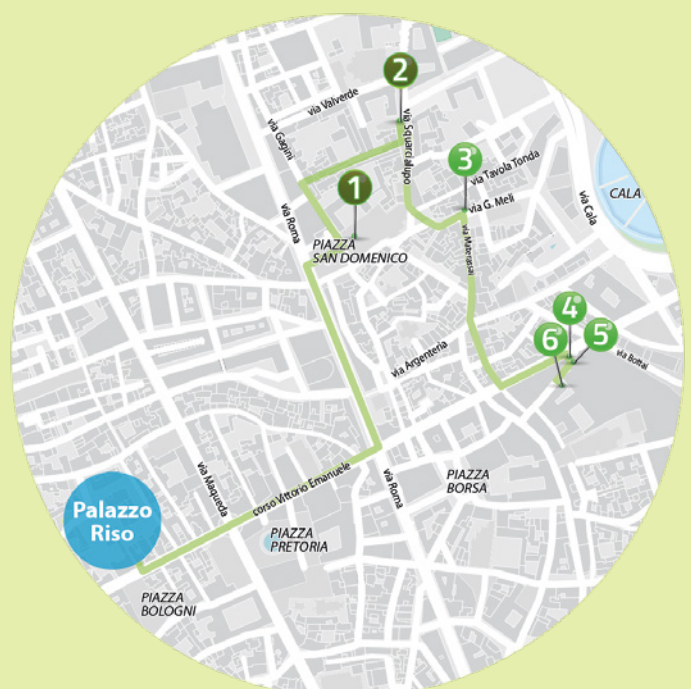 2
via Valverde
via Gagini
via Squarcialupo
3
via Tavola Tonda
1
CALA
via G. Meli
via Cala
via Roma
PIAZZA
SAN DOMENICO
via Materassai
4
5
6
via Bottai
via Argenteria
via Maqueda
corso Vittorio Emanuele
via Roma
PIAZZA
BORSA
Palazzo
Riso
PIAZZA
PRETORIA
PIAZZA
BOLOGNI